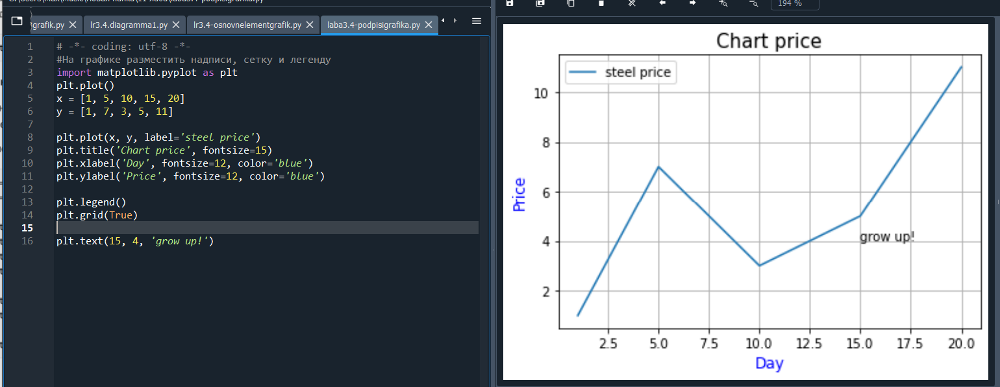 grafik.py
lr3.4.diagramma1.py
lr3.4-osnovnelementgrafik.py
laba3.4-podpisigrafika.py
1 # -*- coding: utf-8 -*-
2 #На графике разместить надписи, сетку и легенду
3 import matplotlib.pyplot as plt
4 plt.plot()
5 x = [1, 5, 10, 15, 20]
6 y = [1, 7, 3, 5, 11]
7
8 plt.plot(x, y, label='steel price')
9 plt.title('Chart price', fontsize=15)
10 plt.xlabel('Day', fontsize=12, color='blue')
11 plt.ylabel('Price', fontsize=12, color='blue')
12
13 plt.legend()
14 plt.grid(True)
15
16 plt.text(15, 4, 'grow up!')
194 %
Chart price
steel price
10
8
6
4
2
Price
grow up!
2.5 5.0 7.5 10.0 12.5 15.0 17.5 20.0
Day